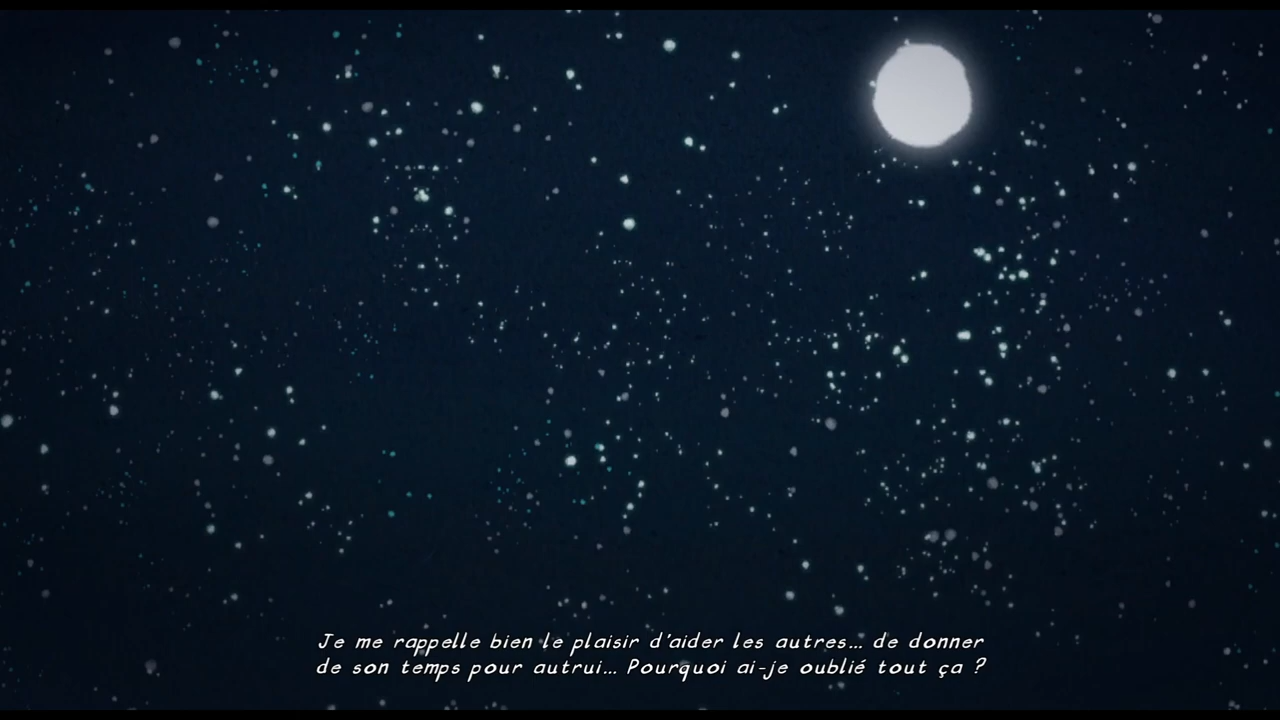 Je me rappelle bien le plaisir d'aider les autres... de donner
de son temps pour autrui... Pourquoi ai-je oublié tout ça ?